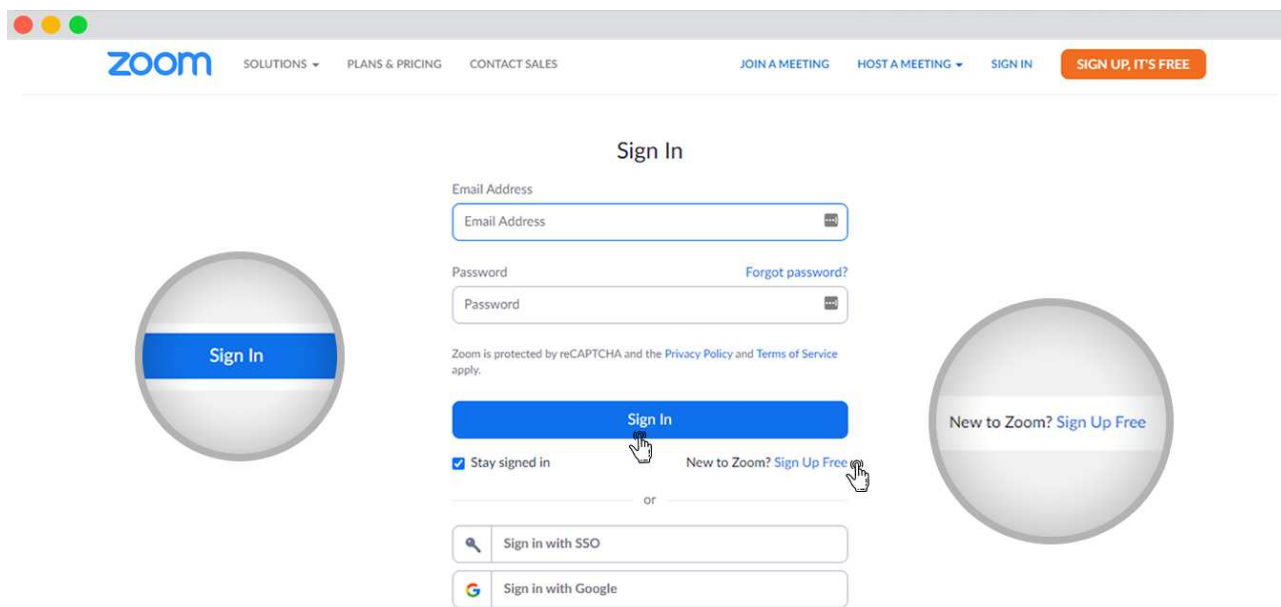 zoom SOLUTIONS PLANS & PRICING CONTACT SALES JOIN A MEETING HOST A MEETING SIGN IN SIGN UP, IT'S FREE
Sign In
Email Address
Email Address
Password Forgot password?
Password
Zoom is protected by reCAPTCHA and the Privacy Policy and Terms of Service
apply.
Sign In
Sign In
New to Zoom? Sign Up Free
Stay signed in New to Zoom? Sign Up Free
or
Sign in with SSO
G Sign in with Google